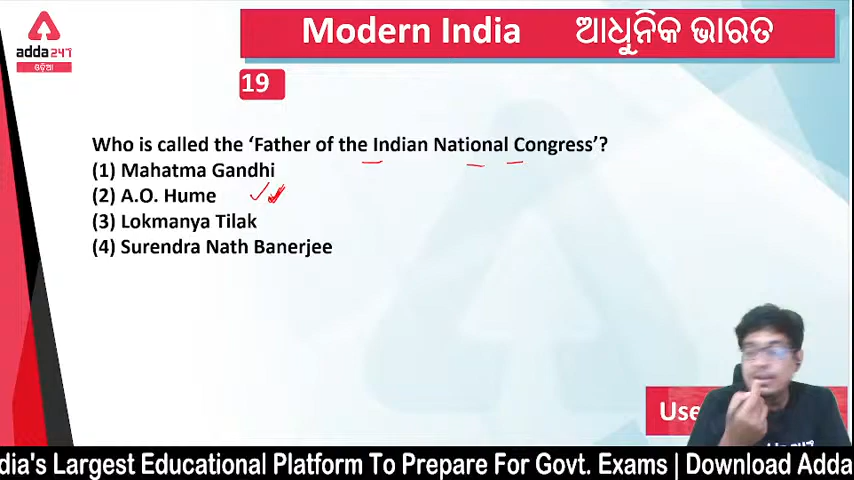 adda247
ଓଡ଼ିଆ
Modern India ଆଧୁନିକ ଭାରତ
19
Who is called the ‘Father of the Indian National Congress’?
(1) Mahatma Gandhi
(2) A.O. Hume
(3) Lokmanya Tilak
(4) Surendra Nath Banerjee
Use
dia's Largest Educational Platform To Prepare For Govt. Exams | Download Adda